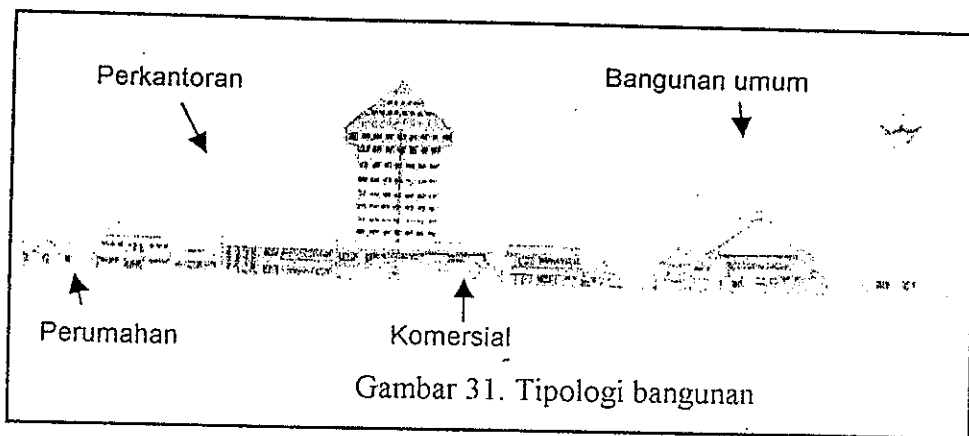 Perkantoran
Bangunan umum
Perumahan
Komersial
Gambar 31. Tipologi bangunan